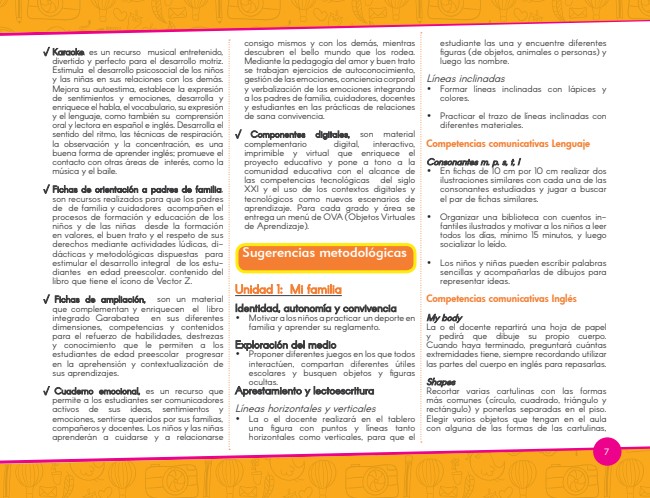 √ Karaoke, es un recurso musical entretenido,
divertido y perfecto para el desarrollo motriz.
Estimula el desarrollo psicosocial de los niños
y las niñas en sus relaciones con los demás.
Mejora su autoestima, establece la expresión
de sentimientos y emociones, desarrolla y
enriquece el habla, el vocabulario, su expresión
y el lenguaje, como también su comprensión
oral y lectora en español e inglés. Desarrolla el
sentido del ritmo, las técnicas de respiración,
la observación y la concentración, es una
buena forma de aprender inglés; promueve el
contacto con otras áreas de interés, como la
música y el baile.
√ Fichas de orientación a padres de familia,
son recursos realizados para que los padres
de de familia y cuidadores acompañen el
procesos de formación y educación de los
niños y de las niñas desde la formación
en valores, el buen trato y el respeto de sus
derechos mediante actividades lúdicas, di-
dácticas y metodológicas dispuestas para
estimular el desarrollo integral de los estu-
diantes en edad preescolar. contenido del
libro que tiene el ícono de Vector Z.
√ Fichas de ampliación, son un material
que complementan y enriquecen el libro
integrado Garabatea en sus diferentes
dimensiones, competencias y contenidos
para el refuerzo de habilidades, destrezas
y conocimiento que le permiten a los
estudiantes de edad preescolar progresar
en la aprehensión y contextualización de
sus aprendizajes.
√ Cuaderno emocional, es un recurso que
permite a los estudiantes ser comunicadores
activos de sus ideas, sentimientos y
emociones, sentirse queridos por sus familias,
compañeros y docentes. Los niños y las niñas
aprenderán a cuidarse y a relacionarse
consigo mismos y con los demás, mientras
descubren el bello mundo que los rodea.
Mediante la pedagogía del amor y buen trato
se trabajan ejercicios de autoconocimiento,
gestión de las emociones, conciencia corporal
y verbalización de las emociones integrando
a los padres de familia, cuidadores, docentes
y estudiantes en las prácticas de relaciones
de sana convivencia.
√ Componentes digitales, son material
complementario digital, interactivo,
imprimible y virtual que enriquece el
proyecto educativo y pone a tono a la
comunidad educativa con el alcance de
las competencias tecnológicas del siglo
XXI y el uso de los contextos digitales y
tecnológicos como nuevos escenarios de
aprendizaje. Para cada grado y área se
entrega un menú de OVA (Objetos Virtuales
de Aprendizaje).
Sugerencias metodológicas
Unidad 1: Mi familia
Identidad, autonomía y convivencia
• Motivar a los niños a practicar un deporte en
familia y aprender su reglamento.
Exploración del medio
• Proponer diferentes juegos en los que todos
interactúen, compartan diferentes útiles
escolares y busquen objetos y figuras
ocultas.
Aprestamiento y lectoescritura
Líneas horizontales y verticales
• La o el docente realizará en el tablero
una figura con puntos y líneas tanto
horizontales como verticales, para que el
estudiante las una y encuentre diferentes
figuras (de objetos, animales o personas) y
luego las nombre.
Líneas inclinadas
• Formar líneas inclinadas con lápices y
colores.
• Practicar el trazo de líneas inclinadas con
diferentes materiales.
Competencias comunicativas Lenguaje
Consonantes m, p, s, t, l
• En fichas de 10 cm por 10 cm realizar dos
ilustraciones similares con cada una de las
consonantes estudiadas y jugar a buscar
el par de fichas similares.
• Organizar una biblioteca con cuentos in-
fantiles ilustrados y motivar a los niños a leer
todos los días, mínimo 15 minutos, y luego
socializar lo leído.
• Los niños y niñas pueden escribir palabras
sencillas y acompañarlas de dibujos para
representar ideas.
Competencias comunicativas Inglés
My body
La o el docente repartirá una hoja de papel
y pedirá que dibuje su propio cuerpo.
Cuando haya terminado, preguntará cuántas
extremidades tiene, siempre recordando utilizar
las partes del cuerpo en inglés para repasarlas.
Shapes
Recortar varias cartulinas con las formas
más comunes (círculo, cuadrado, triángulo y
rectángulo) y ponerlas separadas en el piso.
Elegir varios objetos que tengan en el aula
con alguna de las formas de las cartulinas,
7